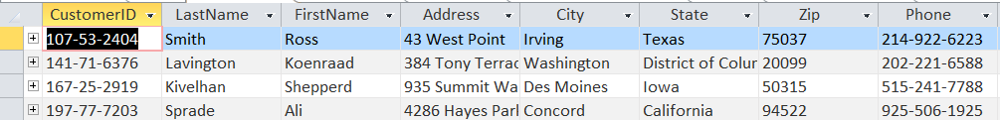 CustomerID LastName FirstName Address City State Zip Phone
107-53-2404 Smith Ross 43 West Point Irving Texas 75037 214-922-6223
141-71-6376 Lavington Koenraad 384 Tony Terrac Washington District of Colur 20099 202-221-6588
167-25-2919 Kivelhan Shepperd 935 Summit Wa Des Moines Iowa 50315 515-241-7788
197-77-7203 Sprade Ali 4286 Hayes Parl Concord California 94522 925-506-1925